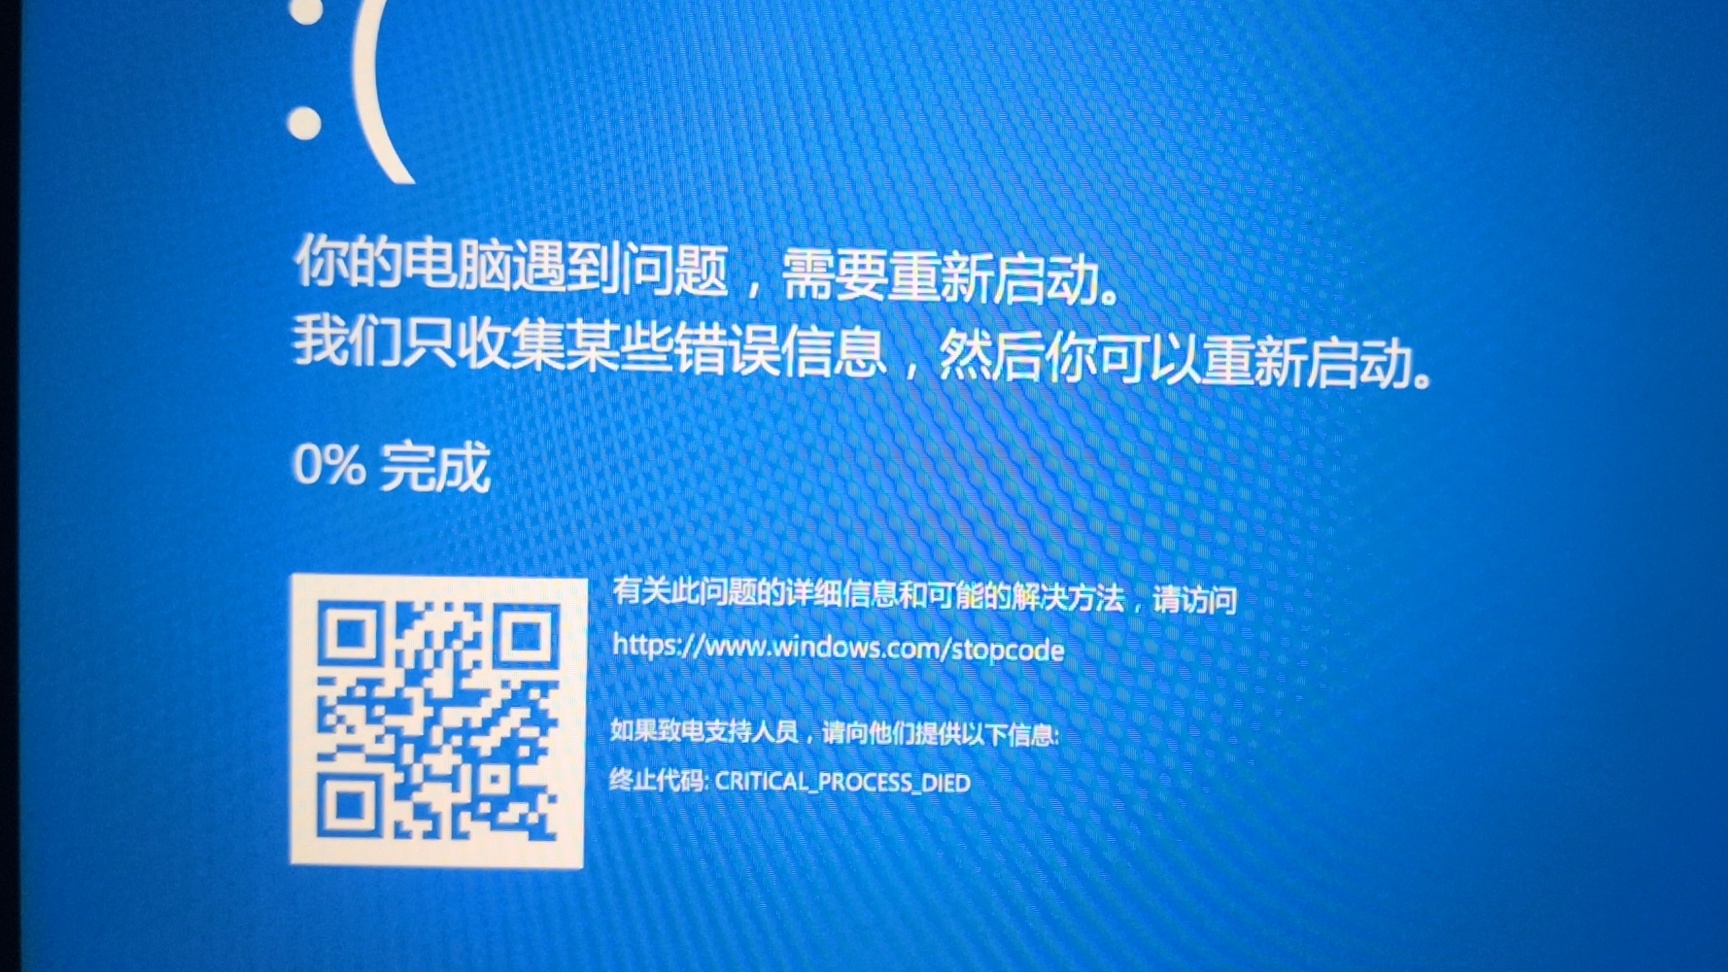 :(
你的电脑遇到问题，需要重新启动。
我们只收集某些错误信息，然后你可以重新启动。
0% 完成
有关此问题的详细信息和可能的解决方法，请访问
https://www.windows.com/stopcode
如果致电支持人员，请向他们提供以下信息:
终止代码: CRITICAL_PROCESS_DIED